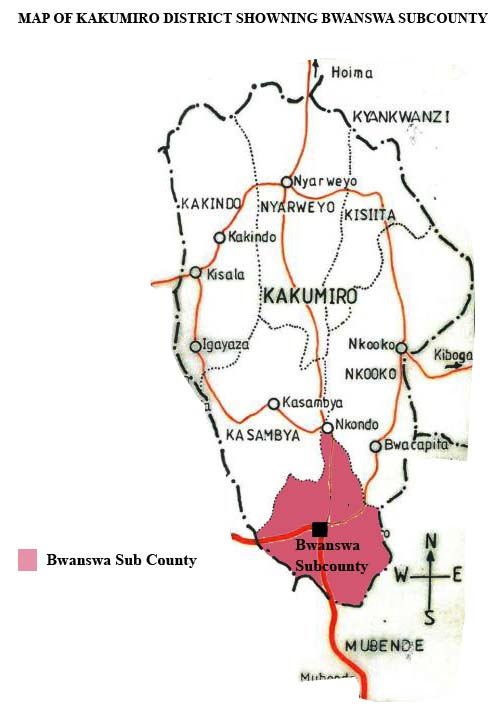 MAP OF KAKUMIRO DISTRICT SHOWNING BWANSWA SUBCOUNTY
Hoima
KYANKWANZI
Nyarweyo
KAKINDO
NYARWEYO
KISIITA
Kakindo
Kisala
KAKUMIRO
Igayaza
Nkooko
Kiboga
NKOOKO
Kasambya
Nkondo
KASAMBYA
Bwacapita
Bwanswa
Subcounty
Bwanswa Sub County
N
W
E
S
MUBENDE
Mubende